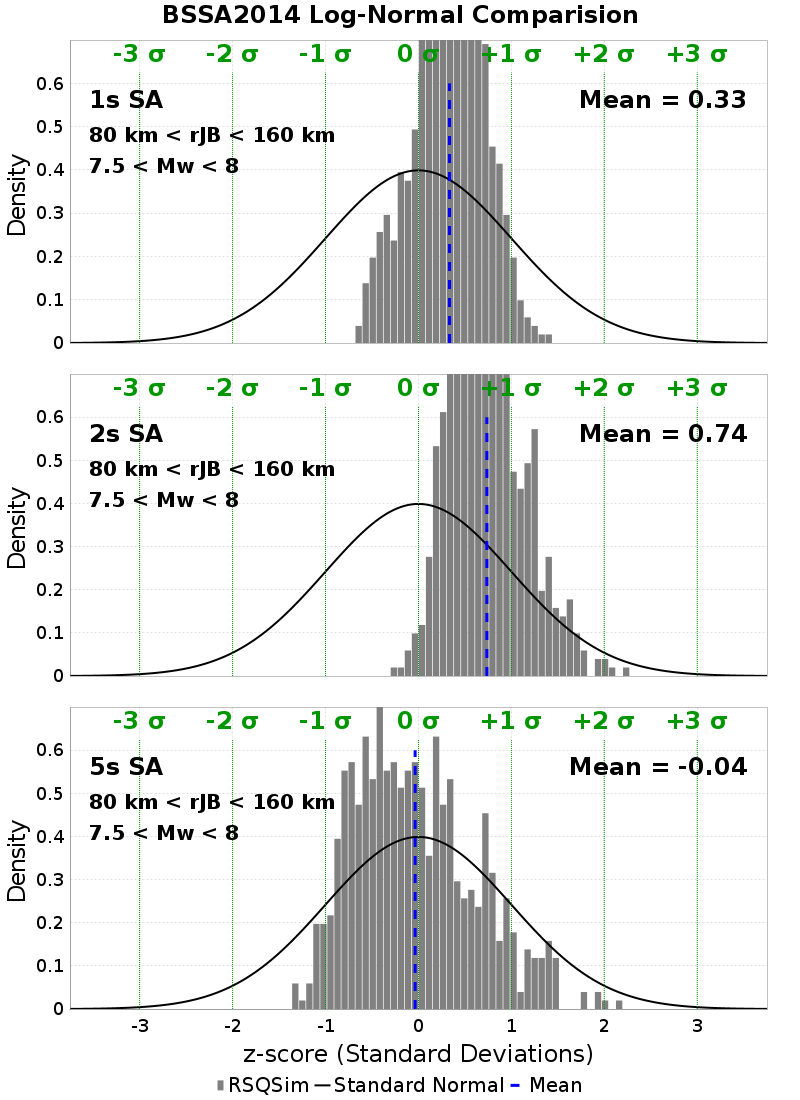 BSSA2014 Log-Normal Comparision
-3 σ -2 σ -1 σ 0 σ +1 σ +2 σ +3 σ
1s SA
Mean = 0.33
80 km < rJB < 160 km
7.5 < Mw < 8
Density
0.6
0.5
0.4
0.3
0.2
0.1
0
-3 σ -2 σ -1 σ 0 σ +1 σ +2 σ +3 σ
2s SA
Mean = 0.74
80 km < rJB < 160 km
7.5 < Mw < 8
Density
0.6
0.5
0.4
0.3
0.2
0.1
0
-3 σ -2 σ -1 σ 0 σ +1 σ +2 σ +3 σ
5s SA
Mean = -0.04
80 km < rJB < 160 km
7.5 < Mw < 8
Density
0.6
0.5
0.4
0.3
0.2
0.1
0
-3 -2 -1 0 1 2 3
z-score (Standard Deviations)
RSQSim Standard Normal Mean